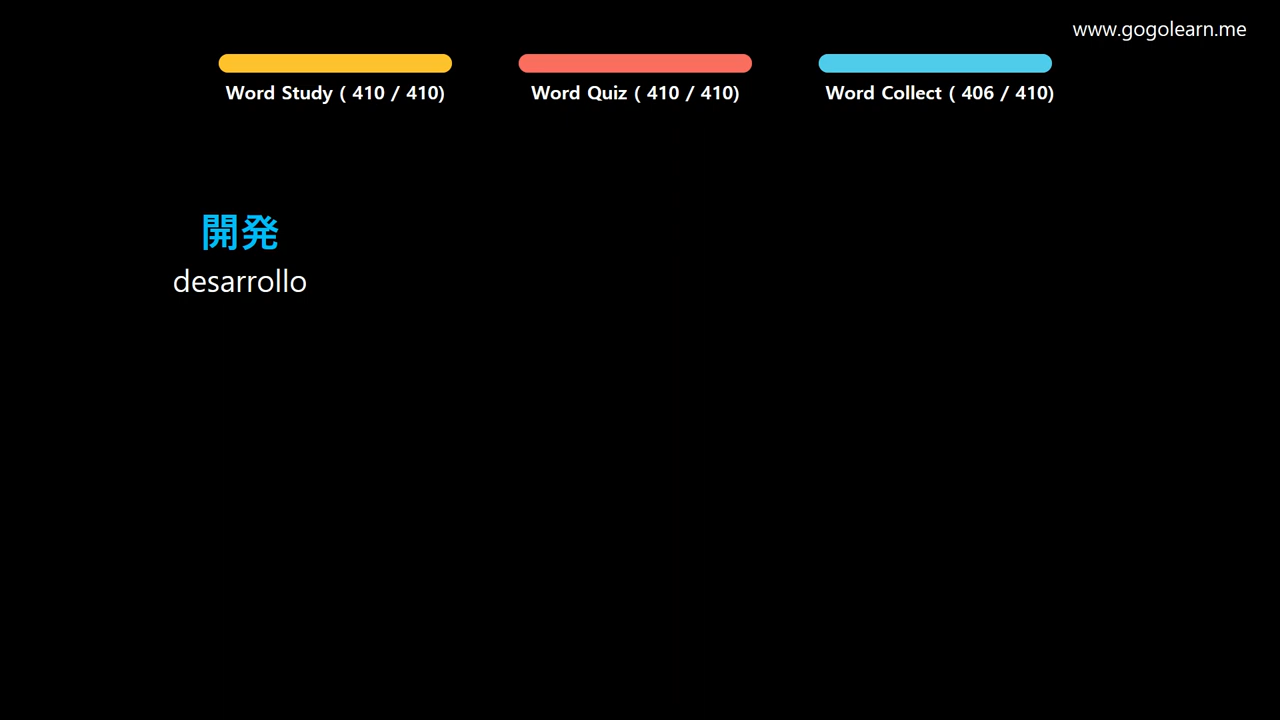 www.gogolearn.me
Word Study ( 410 / 410)
Word Quiz ( 410 / 410)
Word Collect ( 406 / 410)
開発
desarrollo